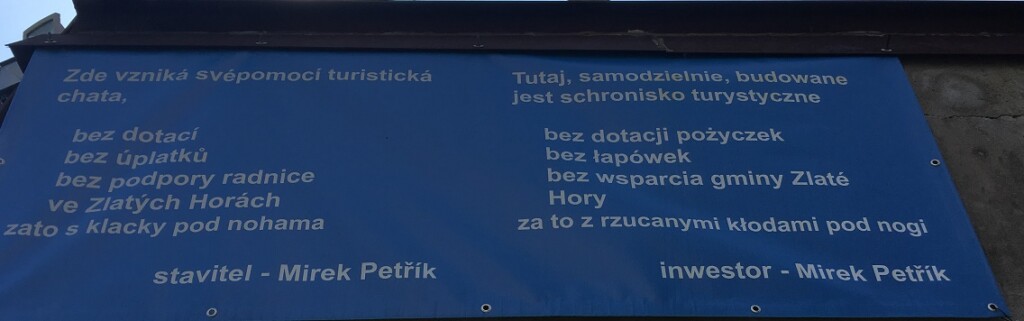 Zde vzniká svépomocí turistická
chata,
bez dotací
bez úplatků
bez podpory radnice
ve Zlatých Horách
zato s klacky pod nohama
stavitel - Mirek Petřík
Tutaj, samodzielnie, budowane
jest schronisko turystyczne
bez dotacji pożyczek
bez łapówek
bez wsparcia gminy Zlaté
Hory
za to z rzucanymi kłodami pod nogi
inwestor - Mirek Petřík